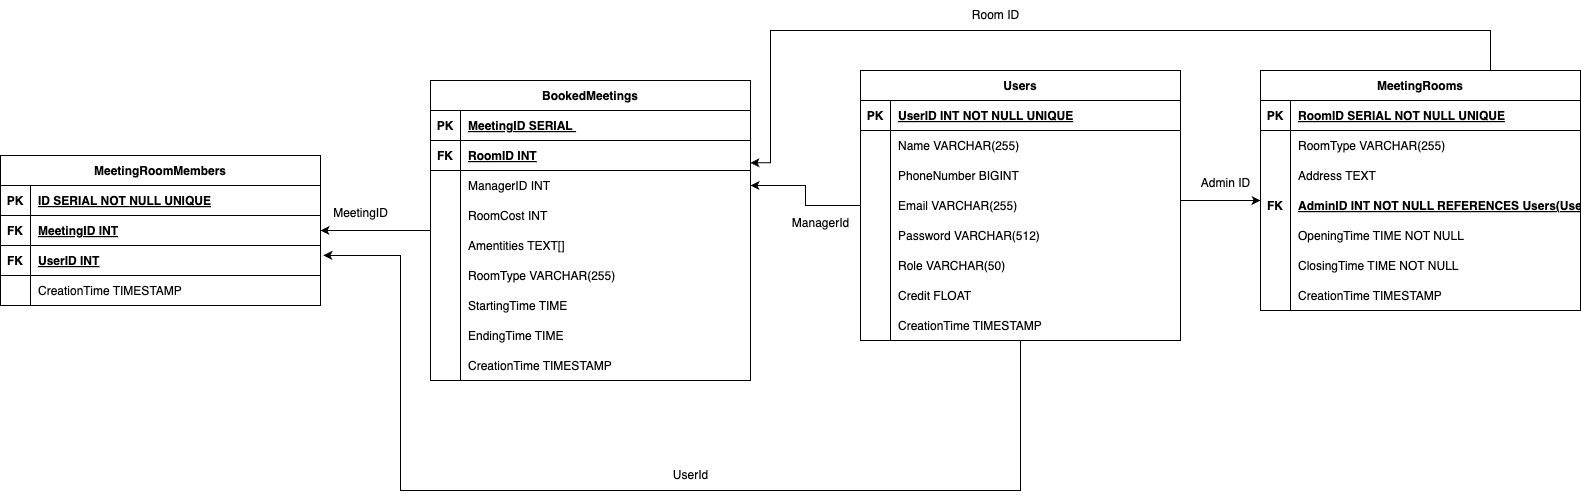 Room ID
MeetingRoomMembers
PK ID SERIAL NOT NULL UNIQUE
FK MeetingID INT
FK UserID INT
CreationTime TIMESTAMP
MeetingID
BookedMeetings
PK MeetingID SERIAL
FK RoomID INT
ManagerID INT
RoomCost INT
Amentities TEXT[]
RoomType VARCHAR(255)
StartingTime TIME
EndingTime TIME
CreationTime TIMESTAMP
ManagerId
Users
PK UserID INT NOT NULL UNIQUE
Name VARCHAR(255)
PhoneNumber BIGINT
Email VARCHAR(255)
Password VARCHAR(512)
Role VARCHAR(50)
Credit FLOAT
CreationTime TIMESTAMP
Admin ID
MeetingRooms
PK RoomID SERIAL NOT NULL UNIQUE
RoomType VARCHAR(255)
Address TEXT
FK AdminID INT NOT NULL REFERENCES Users(Use
OpeningTime TIME NOT NULL
ClosingTime TIME NOT NULL
CreationTime TIMESTAMP
UserId